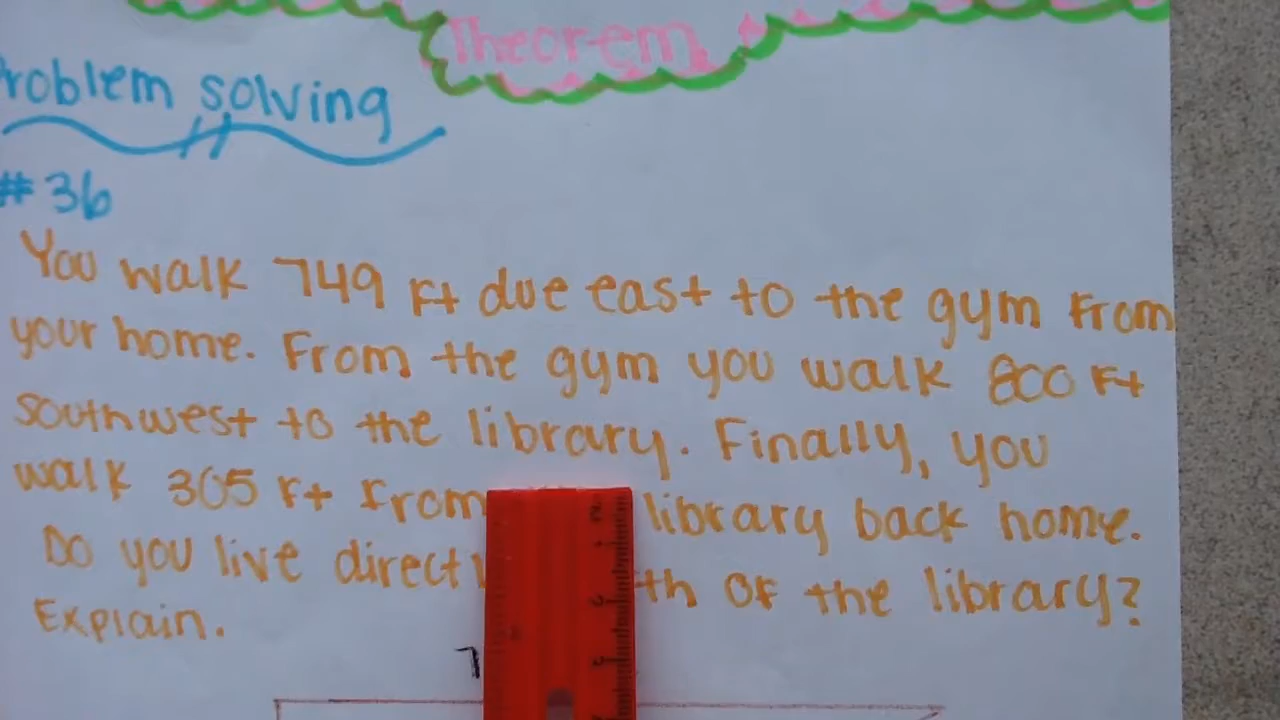 Theorem
Problem solving
#36
You walk 749 Ft due east to the gym From
your home. From the gym you walk 800 Ft
southwest to the library. Finally, you
walk 305 Ft from library back home.
Do you live of the library?
Explain.
7